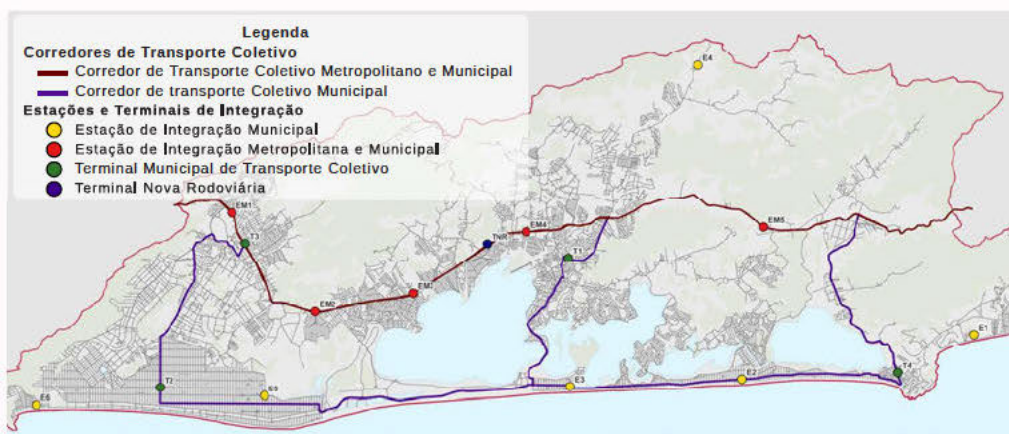 Legenda
Corredores de Transporte Coletivo
Corredor de Transporte Coletivo Metropolitano e Municipal
Corredor de transporte Coletivo Municipal
Estações e Terminais de Integração
Estação de Integração Municipal
Estação de Integração Metropolitana e Municipal
Terminal Municipal de Transporte Coletivo
Terminal Nova Rodoviária
E4
EM1
T3
TNR
EM4
EM5
T1
EM2
E1
T2
E3
E2
T4
E6